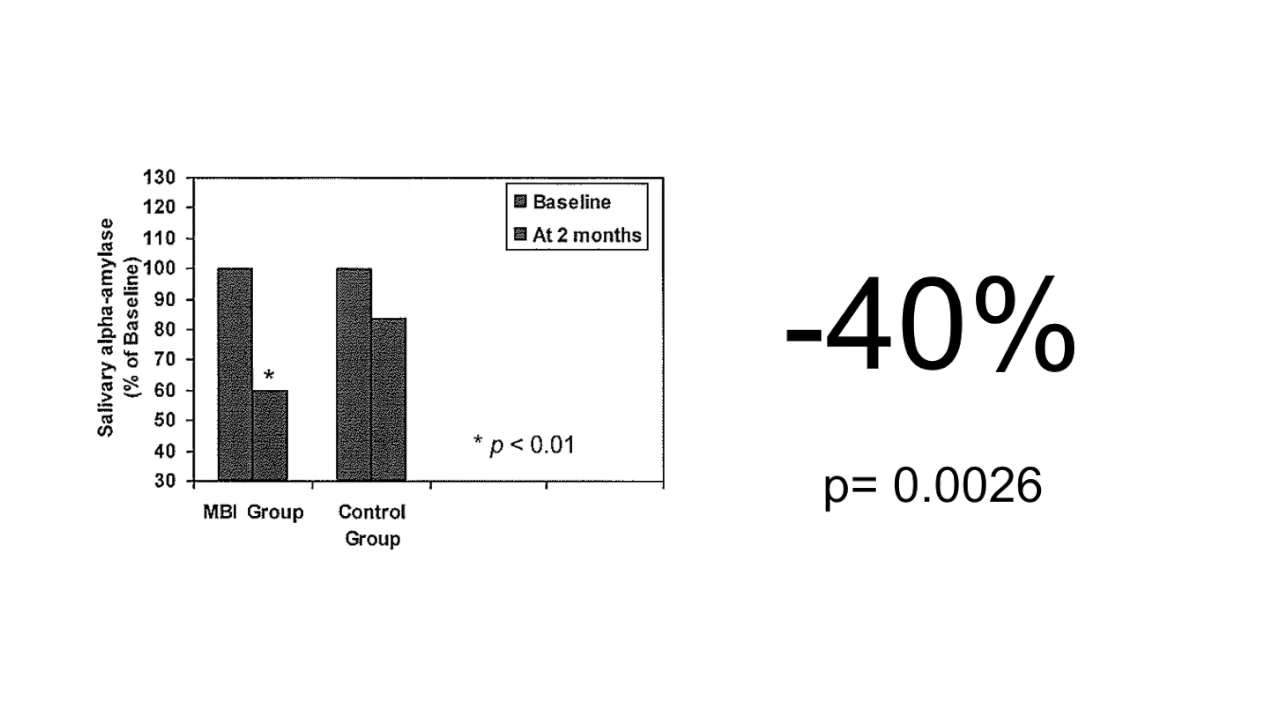 130
120
110
100
90
80
70
60
50
40
30
Salivary alpha-amylase
(% of Baseline)
Baseline
At 2 months
*
* p < 0.01
MBI Group
Control
Group
-40%
p= 0.0026